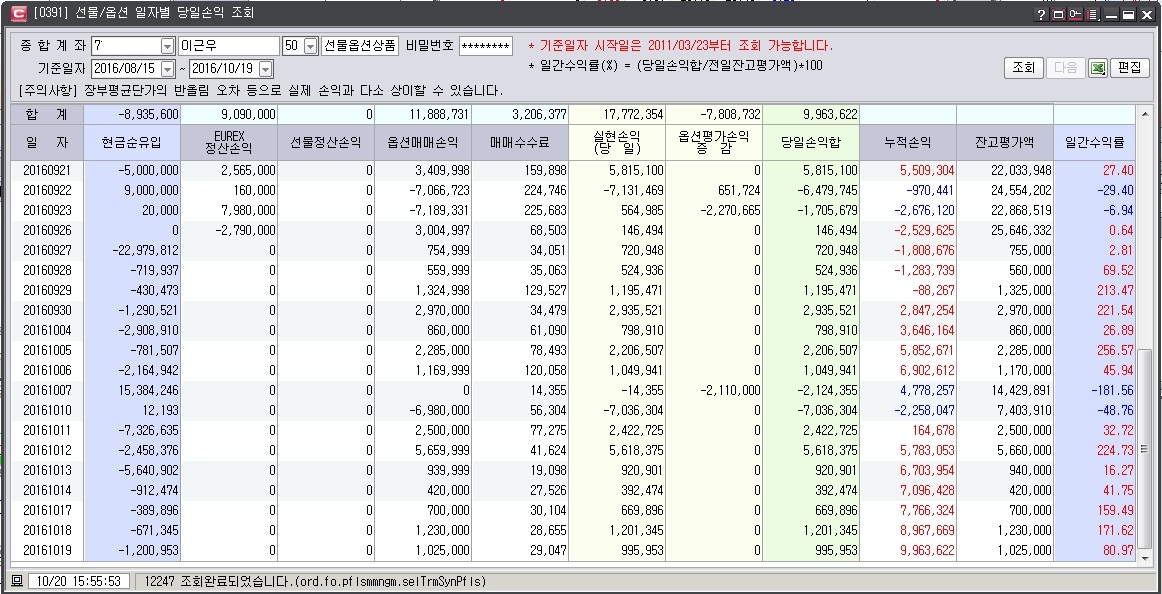 [0391] 선물/옵션 일자별 당일손익 조회
종 합 계 좌 7 이근우 50 선물옵션상품 비밀번호 ******** * 기준일자 시작일은 2011/03/23부터 조회 가능합니다.
기준일자 2016/08/15 ~ 2016/10/19 * 일간수익률(%) = (당일손익합/전일잔고평가액)*100 조회 다음 편집
[주의사항] 장부평균단가의 반올림 오차 등으로 실제 손익과 다소 상이할 수 있습니다.
합 계 -8,935,600 9,090,000 0 11,888,731 3,206,377 17,772,354 -7,808,732 9,963,622
일 자 현금순유입 EUREX 정산손익 선물정산손익 옵션매매손익 매매수수료 실현손익 (당 일) 옵션평가손익 증 감 당일손익합 누적손익 잔고평가액 일간수익률
20160921 -5,000,000 2,565,000 0 3,409,998 159,898 5,815,100 0 5,815,100 5,509,304 22,033,948 27.40
20160922 9,000,000 160,000 0 -7,066,723 224,746 -7,131,469 651,724 -6,479,745 -970,441 24,554,202 -29.40
20160923 20,000 7,980,000 0 -7,189,331 225,683 564,985 -2,270,665 -1,705,679 -2,676,120 22,868,519 -6.94
20160926 0 -2,790,000 0 3,004,997 68,503 146,494 0 146,494 -2,529,625 25,646,332 0.64
20160927 -22,979,812 0 0 754,999 34,051 720,948 0 720,948 -1,808,676 755,000 2.81
20160928 -719,937 0 0 559,999 35,063 524,936 0 524,936 -1,283,739 560,000 69.52
20160929 -430,473 0 0 1,324,998 129,527 1,195,471 0 1,195,471 -88,267 1,325,000 213.47
20160930 -1,290,521 0 0 2,970,000 34,479 2,935,521 0 2,935,521 2,847,254 2,970,000 221.54
20161004 -2,908,910 0 0 860,000 61,090 798,910 0 798,910 3,646,164 860,000 26.89
20161005 -781,507 0 0 2,285,000 78,493 2,206,507 0 2,206,507 5,852,671 2,285,000 256.57
20161006 -2,164,942 0 0 1,169,999 120,058 1,049,941 0 1,049,941 6,902,612 1,170,000 45.94
20161007 15,384,246 0 0 0 14,355 -14,355 -2,110,000 -2,124,355 4,778,257 14,429,891 -181.56
20161010 12,193 0 0 -6,980,000 56,304 -7,036,304 0 -7,036,304 -2,258,047 7,403,910 -48.76
20161011 -7,326,635 0 0 2,500,000 77,275 2,422,725 0 2,422,725 164,678 2,500,000 32.72
20161012 -2,458,376 0 0 5,659,999 41,624 5,618,375 0 5,618,375 5,783,053 5,660,000 224.73
20161013 -5,640,902 0 0 939,999 19,098 920,901 0 920,901 6,703,954 940,000 16.27
20161014 -912,474 0 0 420,000 27,526 392,474 0 392,474 7,096,428 420,000 41.75
20161017 -389,896 0 0 700,000 30,104 669,896 0 669,896 7,766,324 700,000 159.49
20161018 -671,345 0 0 1,230,000 28,655 1,201,345 0 1,201,345 8,967,669 1,230,000 171.62
20161019 -1,200,953 0 0 1,025,000 29,047 995,953 0 995,953 9,963,622 1,025,000 80.97
10/20 15:55:53 12247 조회완료되었습니다.(ord.fo.pflsmmngm.selTrmSynPfls)